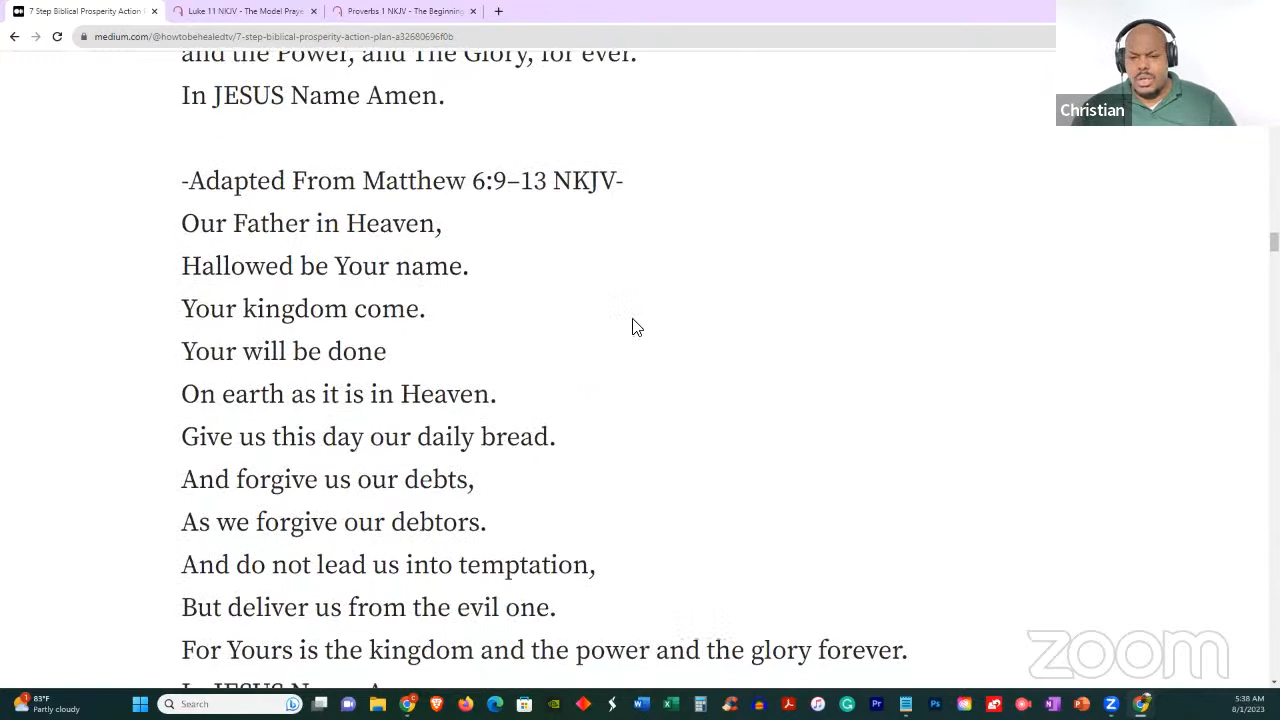 7 Step Biblical Prosperity Action
Luke 11 NKJV - The Model Praye
Proverbs 1 NKJV - The Beginning
medium.com/@howtobehealedtv/7-step-biblical-prosperity-action-plan-a32680696f0b
Christian
and the Power, and The Glory, for ever.
In JESUS Name Amen.
-Adapted From Matthew 6:9–13 NKJV-
Our Father in Heaven,
Hallowed be Your name.
Your kingdom come.
Your will be done
On earth as it is in Heaven.
Give us this day our daily bread.
And forgive us our debts,
As we forgive our debtors.
And do not lead us into temptation,
But deliver us from the evil one.
For Yours is the kingdom and the power and the glory forever.
In JESUS Name A
zoom
83°F
Partly cloudy
Search
5:38 AM
8/1/2023